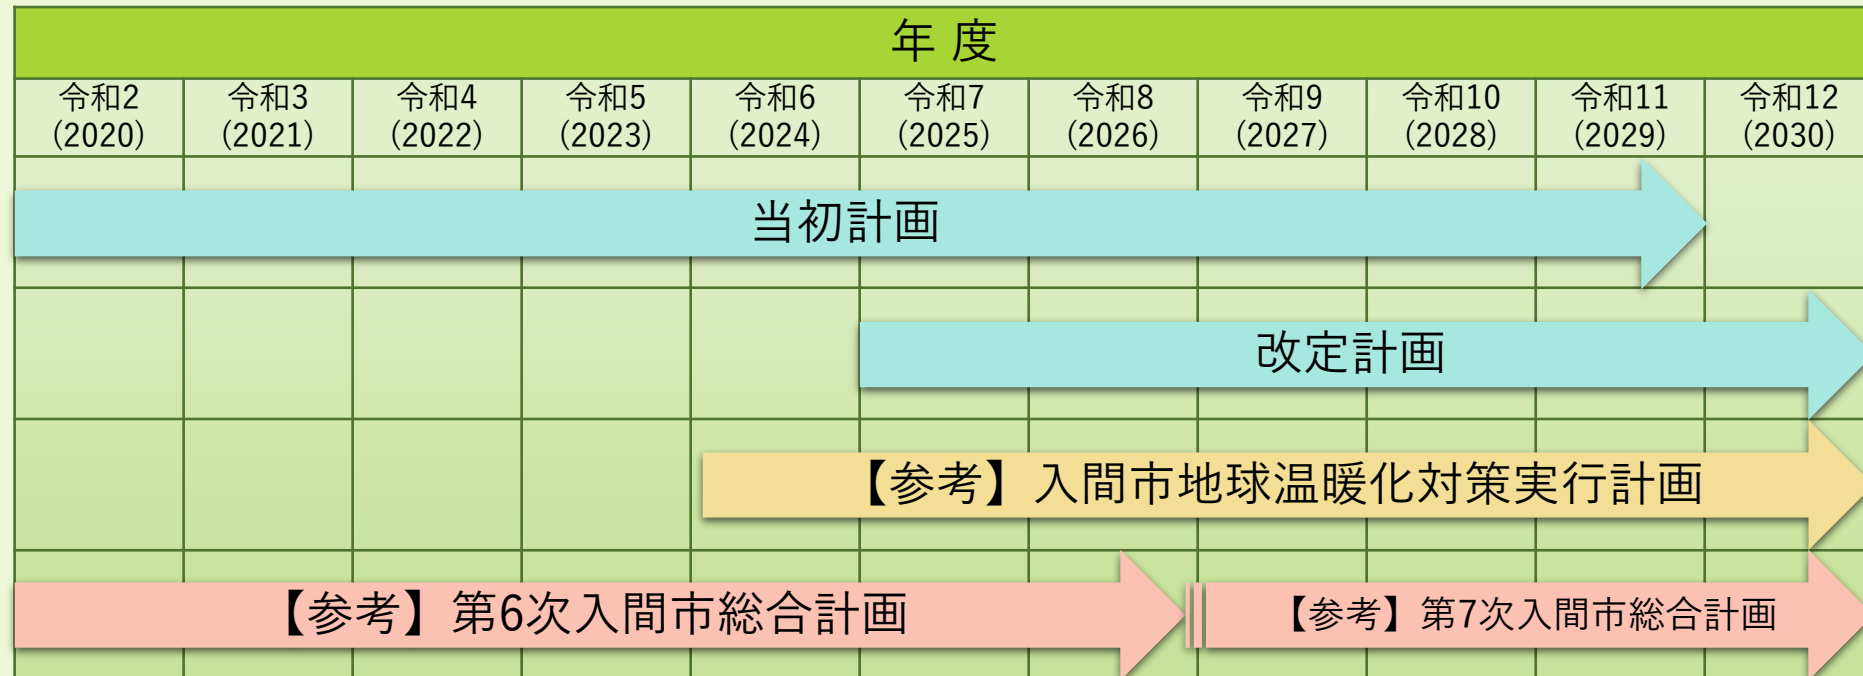 年 度
令和2 令和3 令和4 令和5 令和6 令和7 令和8 令和9 令和10 令和11 令和12
(2020) (2021) (2022) (2023) (2024) (2025) (2026) (2027) (2028) (2029) (2030)
当初計画
改定計画
【参考】入間市地球温暖化対策実行計画
【参考】第6次入間市総合計画 【参考】第7次入間市総合計画